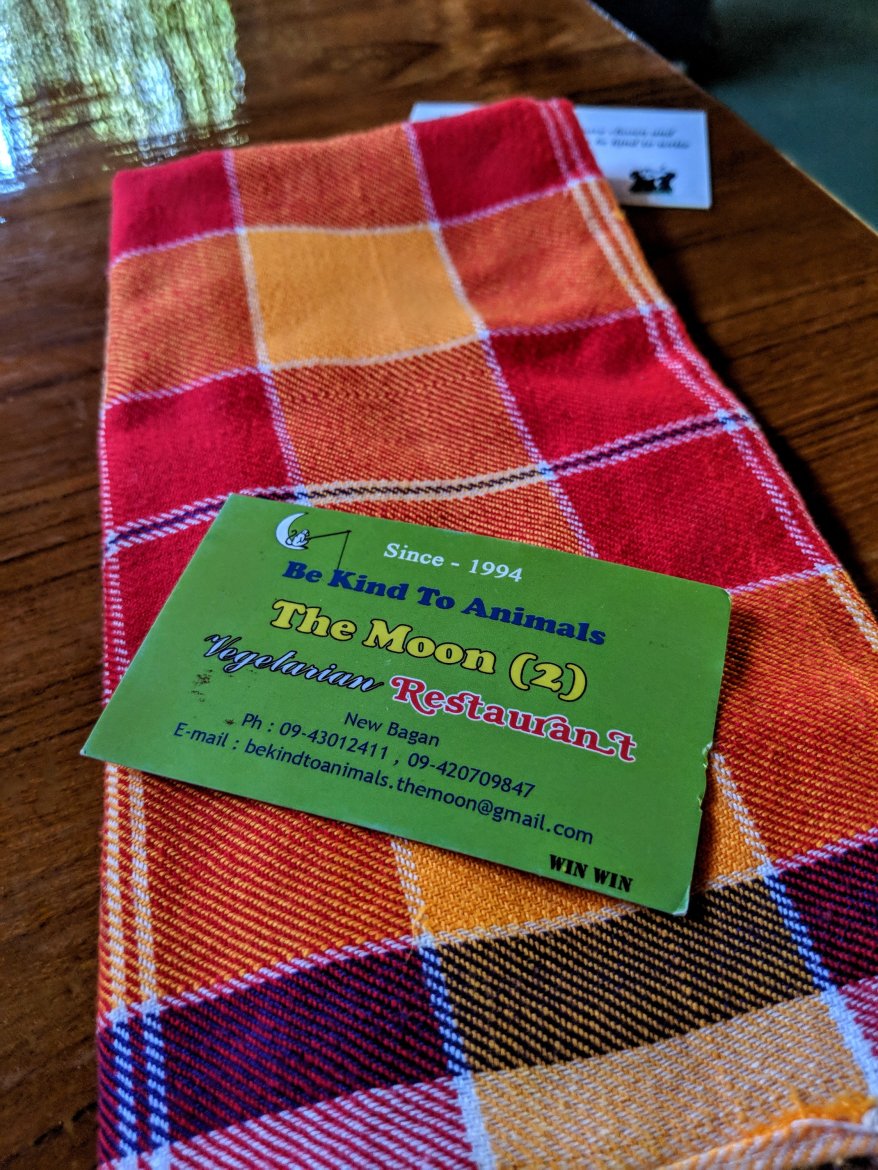 Since - 1994
Be Kind To Animals
The Moon (2)
Vegetarian Restaurant
New Bagan
Ph : 09-43012411 , 09-420709847
E-mail : bekindtoanimals.themoon@gmail.com
WIN WIN